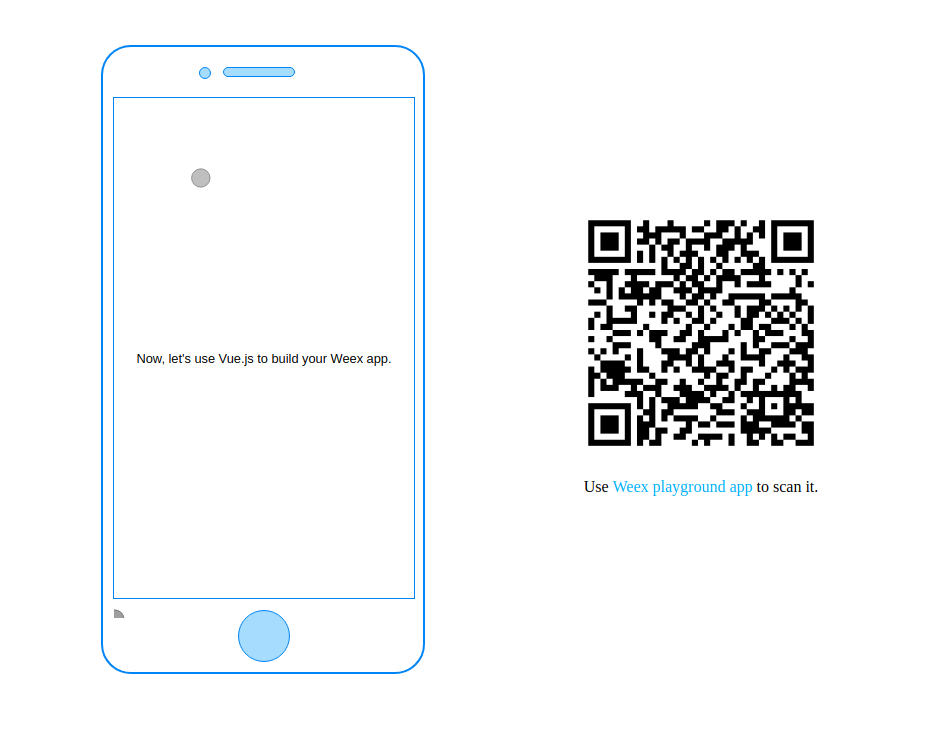 Now, let's use Vue.js to build your Weex app.
Use Weex playground app to scan it.